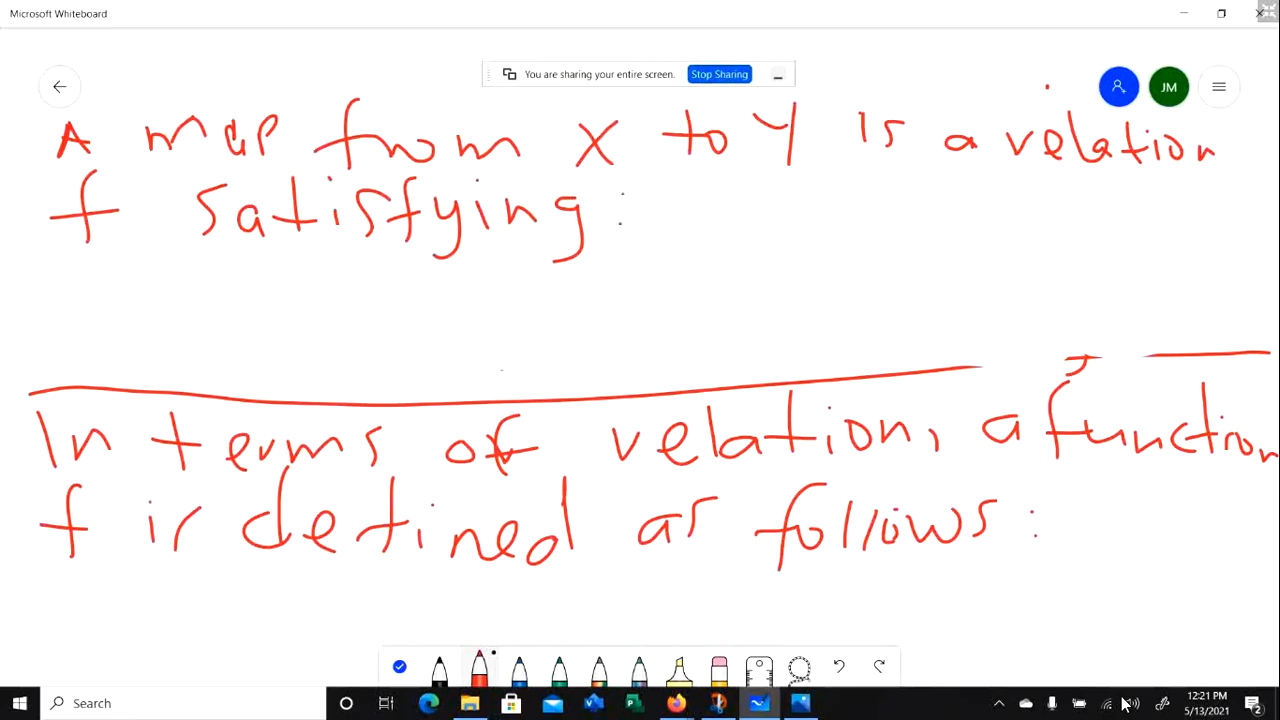 Microsoft Whiteboard
You are sharing your entire screen. Stop Sharing
JM
A map from X to Y is a relation
f satisfying:
In terms of relation, a function
f is defined as follows:
Search
12:21 PM
5/13/2021
2